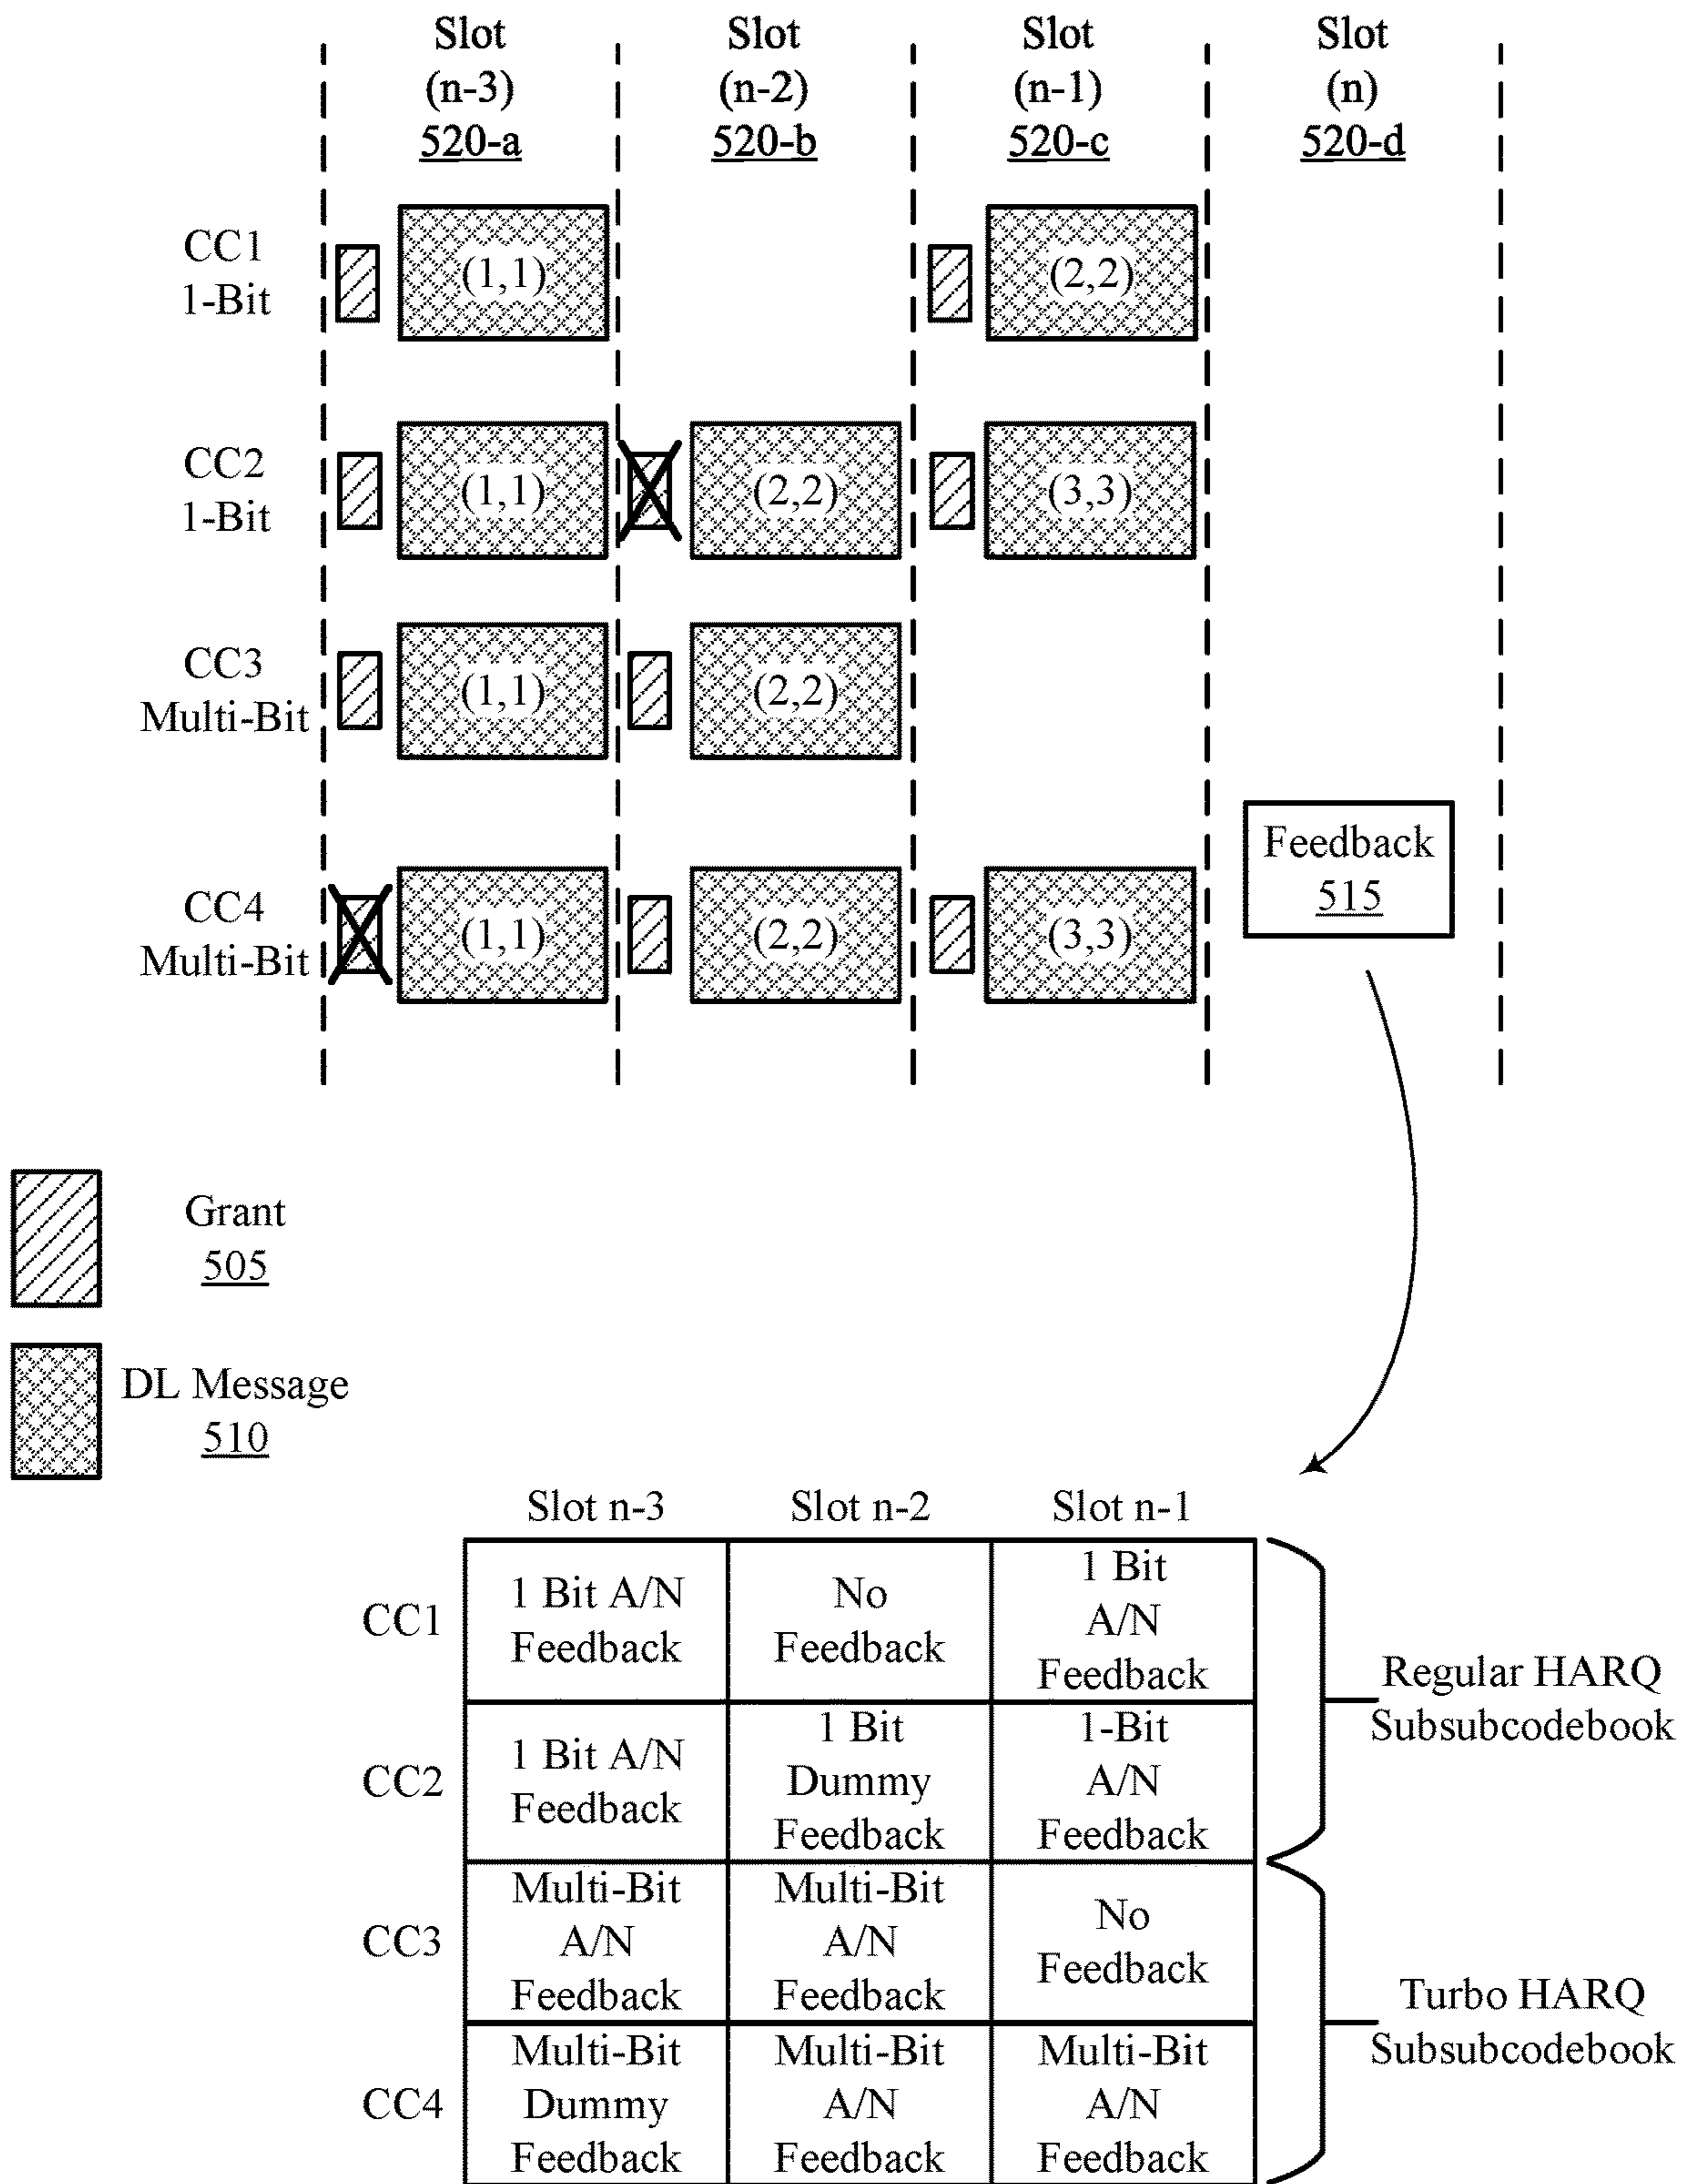 Slot
(n-3)
520-a
Slot
(n-2)
520-b
Slot
(n-1)
520-c
Slot
(n)
520-d
CC1
1-Bit
(1,1)
(2,2)
CC2
1-Bit
(1,1)
(2,2)
(3,3)
CC3
Multi-Bit
(1,1)
(2,2)
CC4
Multi-Bit
(1,1)
(2,2)
(3,3)
Feedback
515
Grant
505
DL Message
510
Slot n-3
Slot n-2
Slot n-1
CC1
1 Bit A/N
Feedback
No
Feedback
1 Bit
A/N
Feedback
CC2
1 Bit A/N
Feedback
1 Bit
Dummy
Feedback
1-Bit
A/N
Feedback
Regular HARQ
Subsubcodebook
CC3
Multi-Bit
A/N
Feedback
Multi-Bit
A/N
Feedback
No
Feedback
CC4
Multi-Bit
Dummy
Feedback
Multi-Bit
A/N
Feedback
Multi-Bit
A/N
Feedback
Turbo HARQ
Subsubcodebook